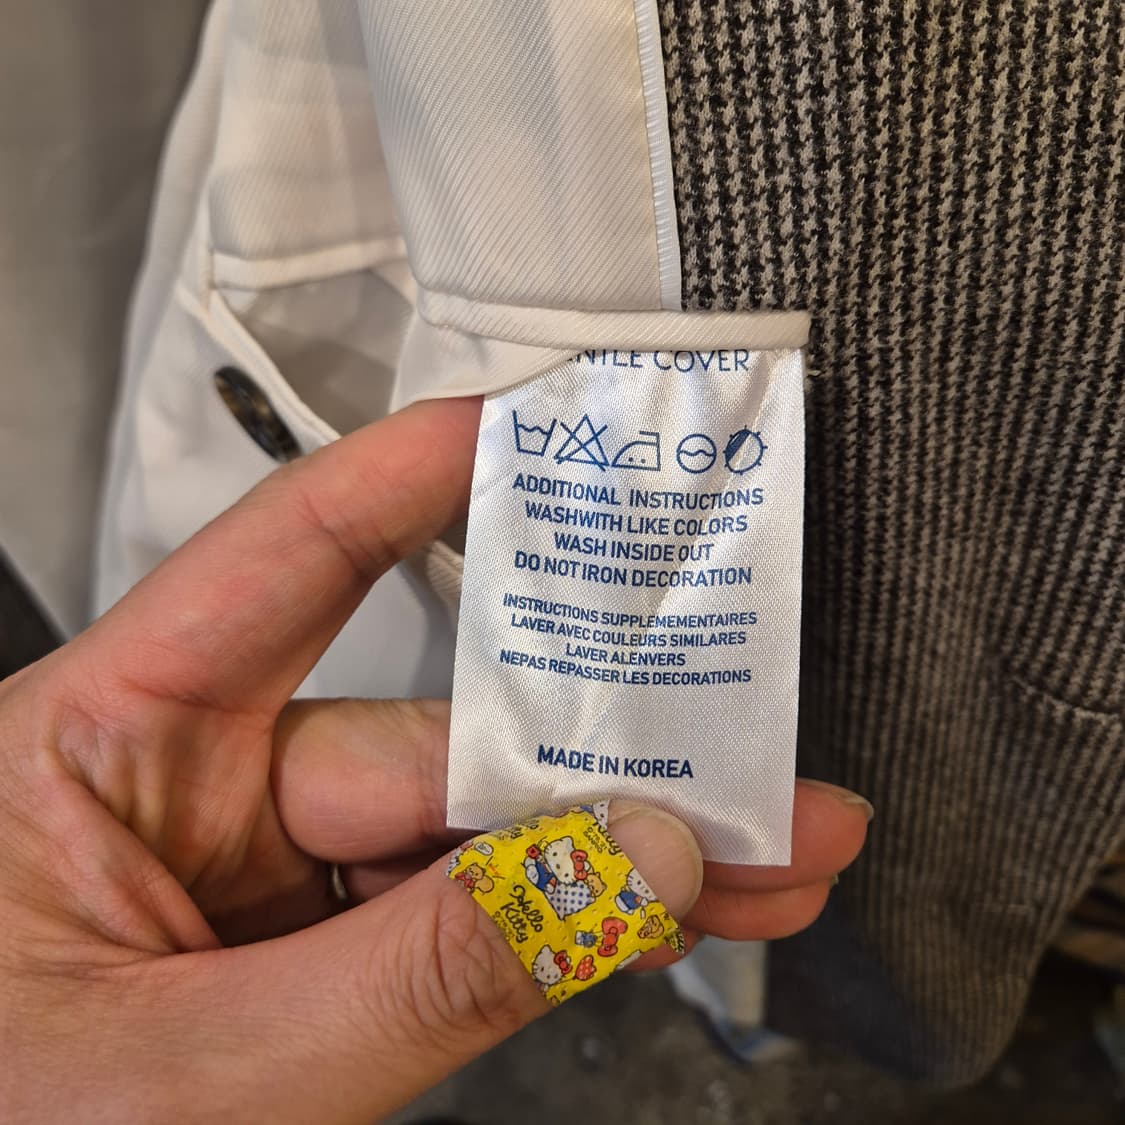 NTLE COVER
ADDITIONAL INSTRUCTIONS
WASHWITH LIKE COLORS
WASH INSIDE OUT
DO NOT IRON DECORATION
INSTRUCTIONS SUPPLEMEMENTAIRES
LAVER AVEC COULEURS SIMILARES
LAVER ALENVERS
NEPAS REPASSER LES DECORATIONS
MADE IN KOREA
Hello
Kitty